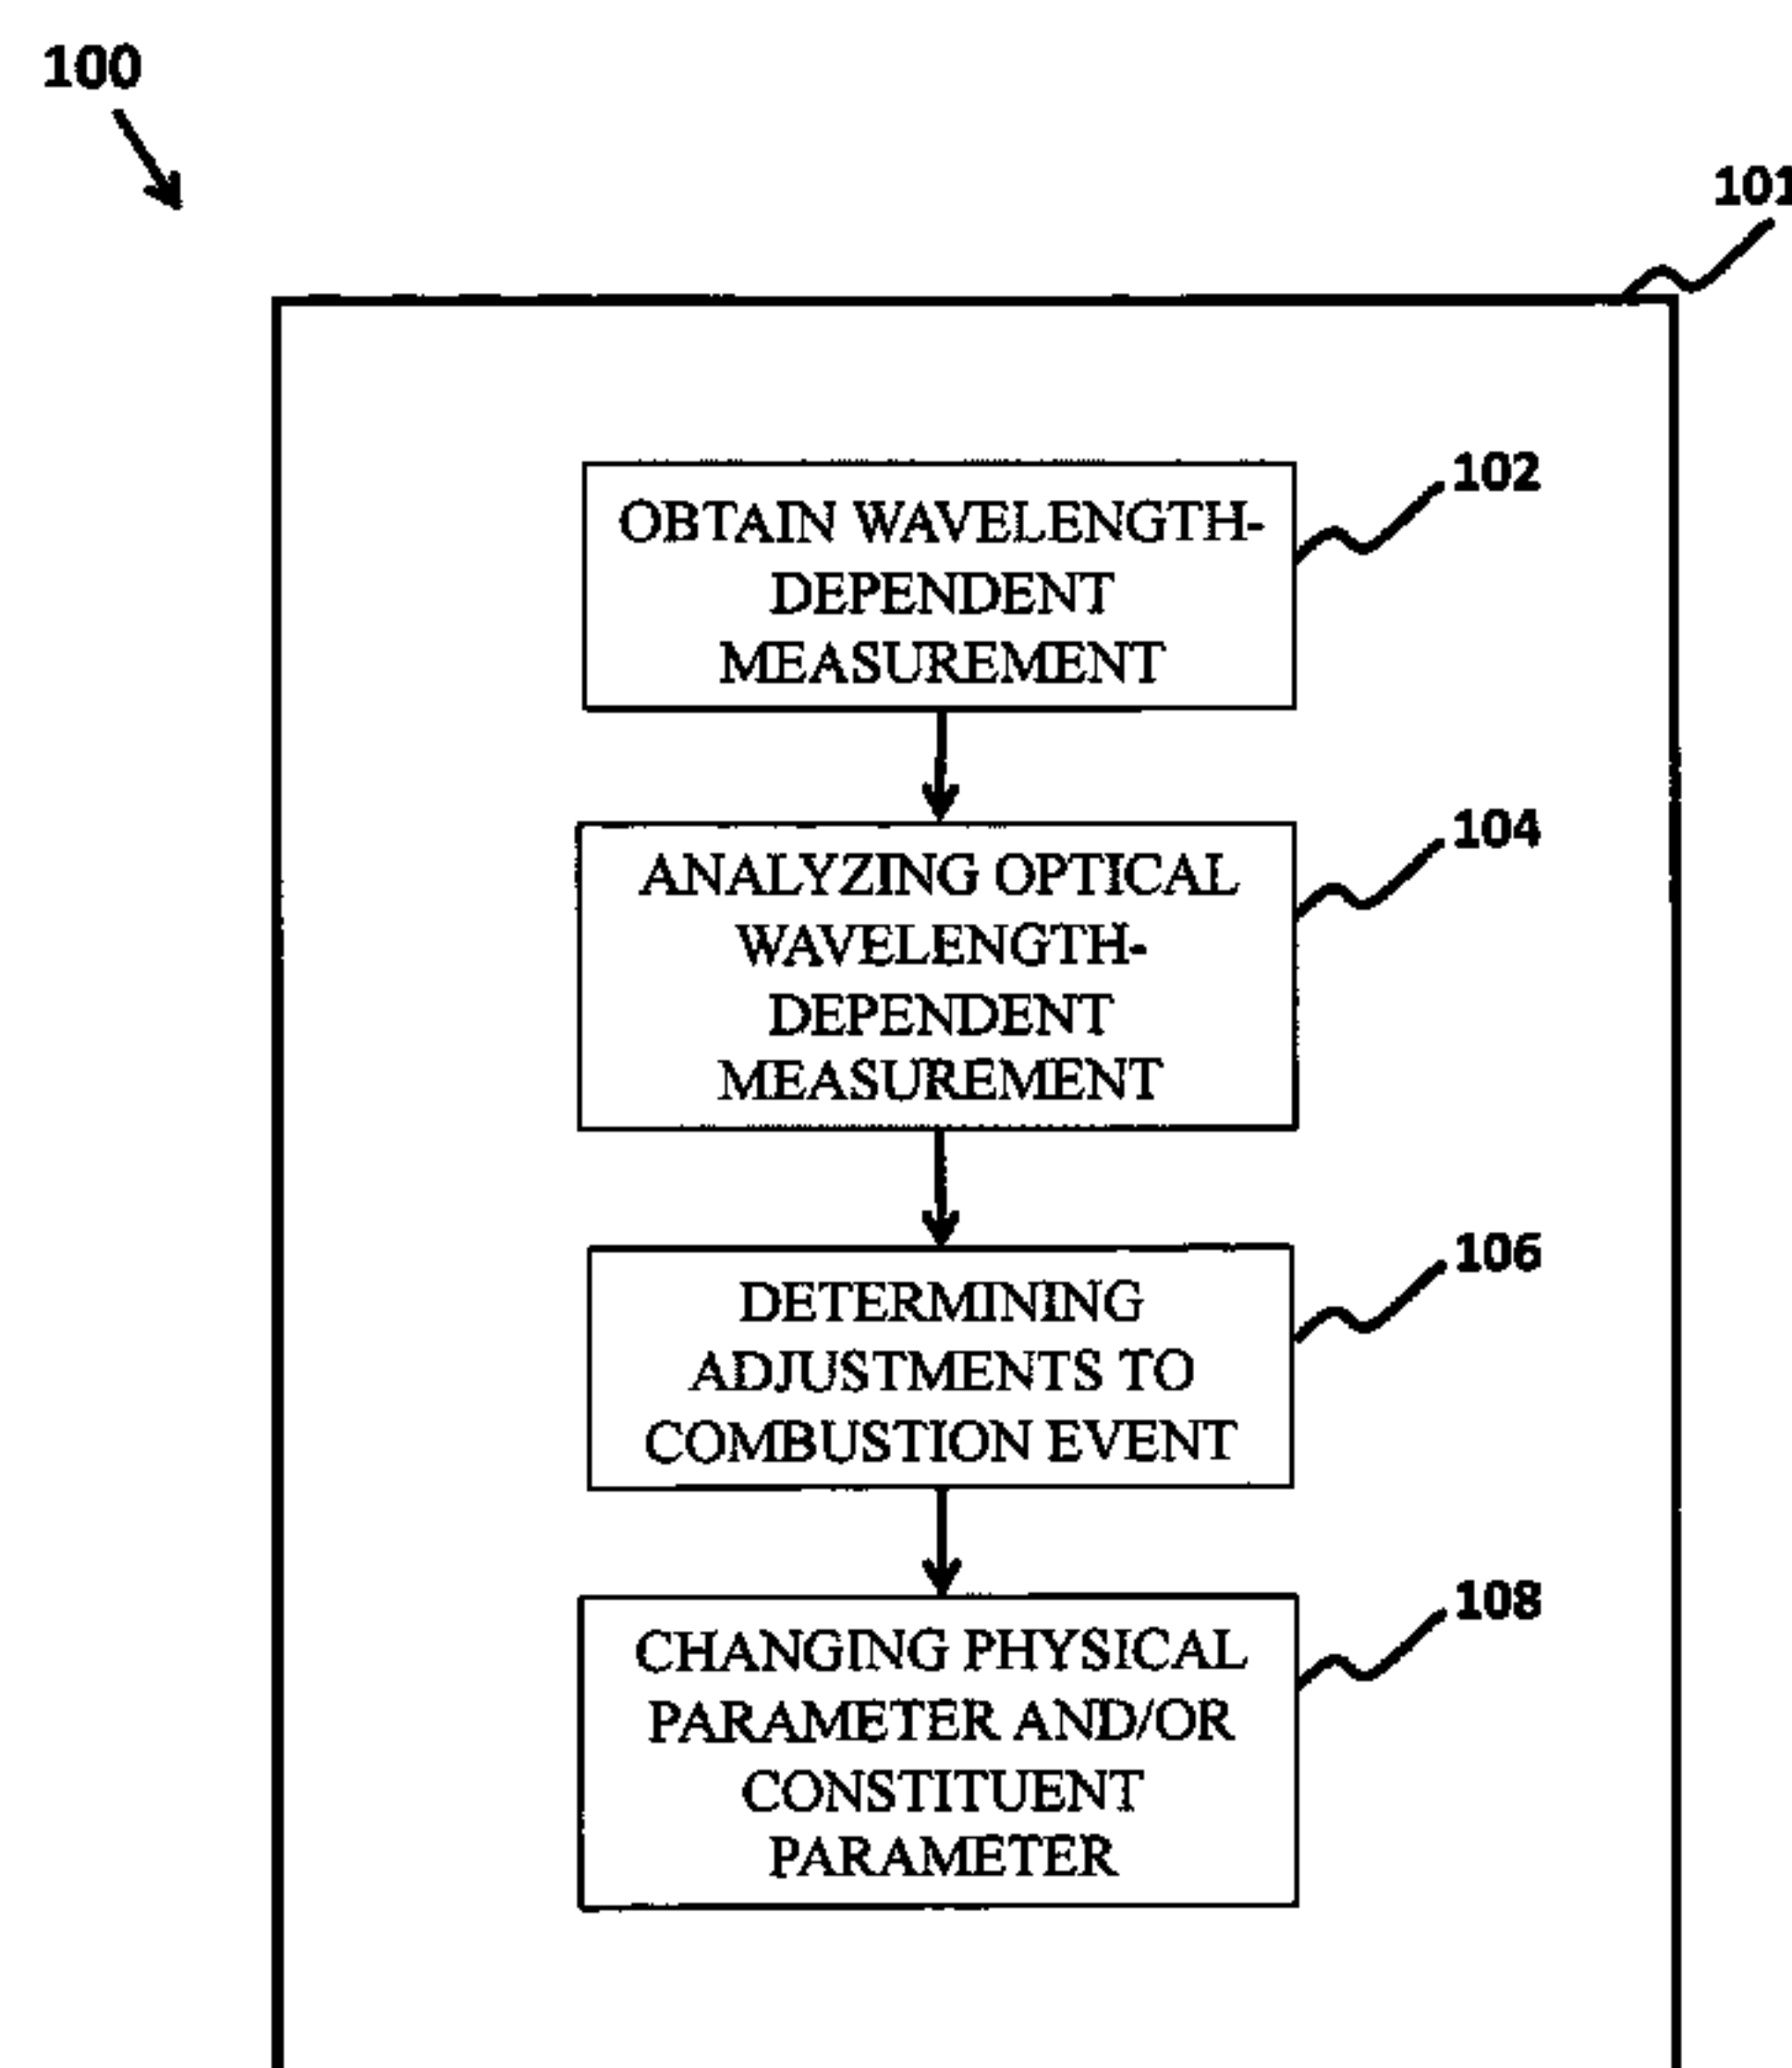 100
101
OBTAIN WAVELENGTH-
DEPENDENT
MEASUREMENT
102
ANALYZING OPTICAL
WAVELENGTH-
DEPENDENT
MEASUREMENT
104
DETERMINING
ADJUSTMENTS TO
COMBUSTION EVENT
106
CHANGING PHYSICAL
PARAMETER AND/OR
CONSTITUENT
PARAMETER
108